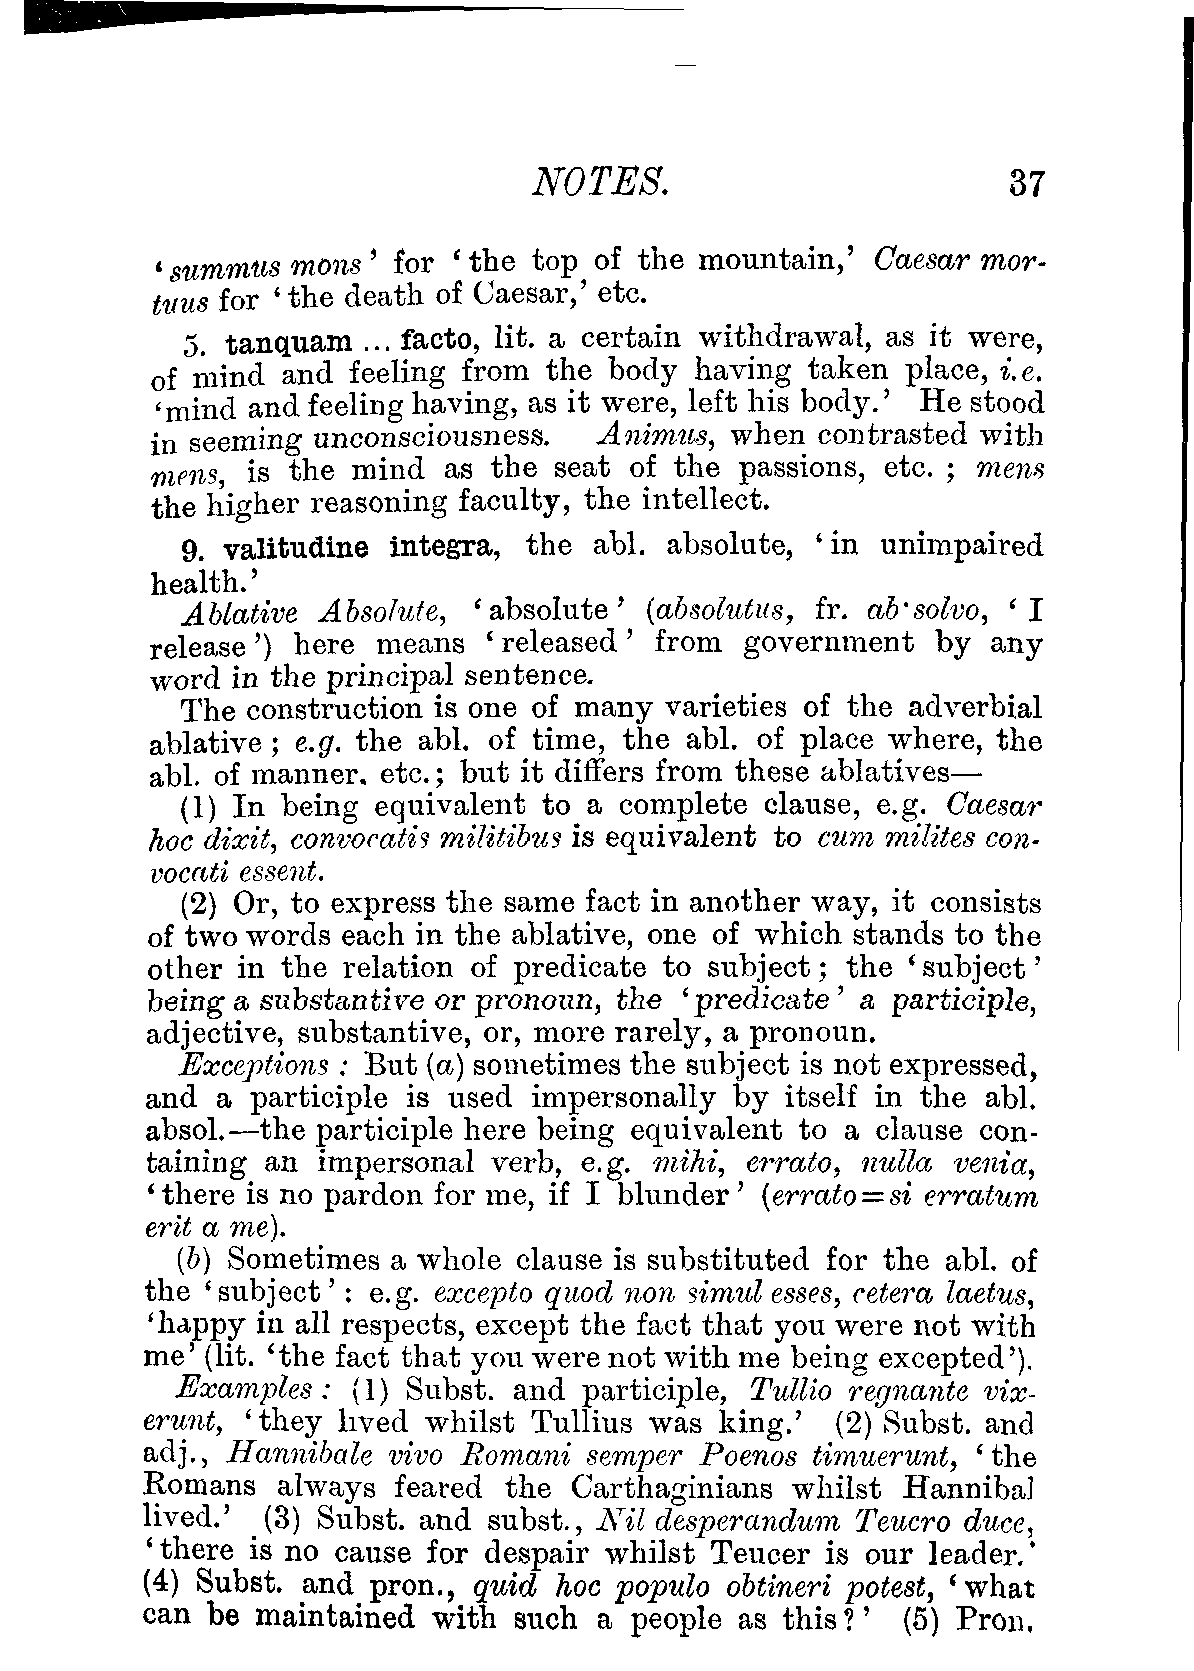 NOTES. 37
‘summus mons’ for ‘the top of the mountain,’ Caesar mor-
tuus for ‘the death of Caesar,’ etc.
5. tanquam ... facto, lit. a certain withdrawal, as it were,
of mind and feeling from the body having taken place, i.e.
‘mind and feeling having, as it were, left his body.’ He stood
in seeming unconsciousness. Animus, when contrasted with
mens, is the mind as the seat of the passions, etc. ; mens
the higher reasoning faculty, the intellect.
9. valitudine integra, the abl. absolute, ‘in unimpaired
health.’
Ablative Absolute, ‘absolute’ (absolutus, fr. ab·solvo, ‘I
release’) here means ‘released’ from government by any
word in the principal sentence.
The construction is one of many varieties of the adverbial
ablative ; e.g. the abl. of time, the abl. of place where, the
abl. of manner, etc.; but it differs from these ablatives—
(1) In being equivalent to a complete clause, e.g. Caesar
hoc dixit, convocatis militibus is equivalent to cum milites con-
vocati essent.
(2) Or, to express the same fact in another way, it consists
of two words each in the ablative, one of which stands to the
other in the relation of predicate to subject ; the ‘subject’
being a substantive or pronoun, the ‘predicate’ a participle,
adjective, substantive, or, more rarely, a pronoun.
Exceptions : But (a) sometimes the subject is not expressed,
and a participle is used impersonally by itself in the abl.
absol.—the participle here being equivalent to a clause con-
taining an impersonal verb, e.g. mihi, errato, nulla venia,
‘there is no pardon for me, if I blunder’ (errato=si erratum
erit a me).
(b) Sometimes a whole clause is substituted for the abl. of
the ‘subject’ : e.g. excepto quod non simul esses, cetera laetus,
‘happy in all respects, except the fact that you were not with
me’ (lit. ‘the fact that you were not with me being excepted’).
Examples : (1) Subst. and participle, Tullio regnante vix-
erunt, ‘they lived whilst Tullius was king.’ (2) Subst. and
adj., Hannibale vivo Romani semper Poenos timuerunt, ‘the
Romans always feared the Carthaginians whilst Hannibal
lived.’ (3) Subst. and subst., Nil desperandum Teucro duce,
‘there is no cause for despair whilst Teucer is our leader.’
(4) Subst. and pron., quid hoc populo obtineri potest, ‘what
can be maintained with such a people as this?’ (5) Pron.